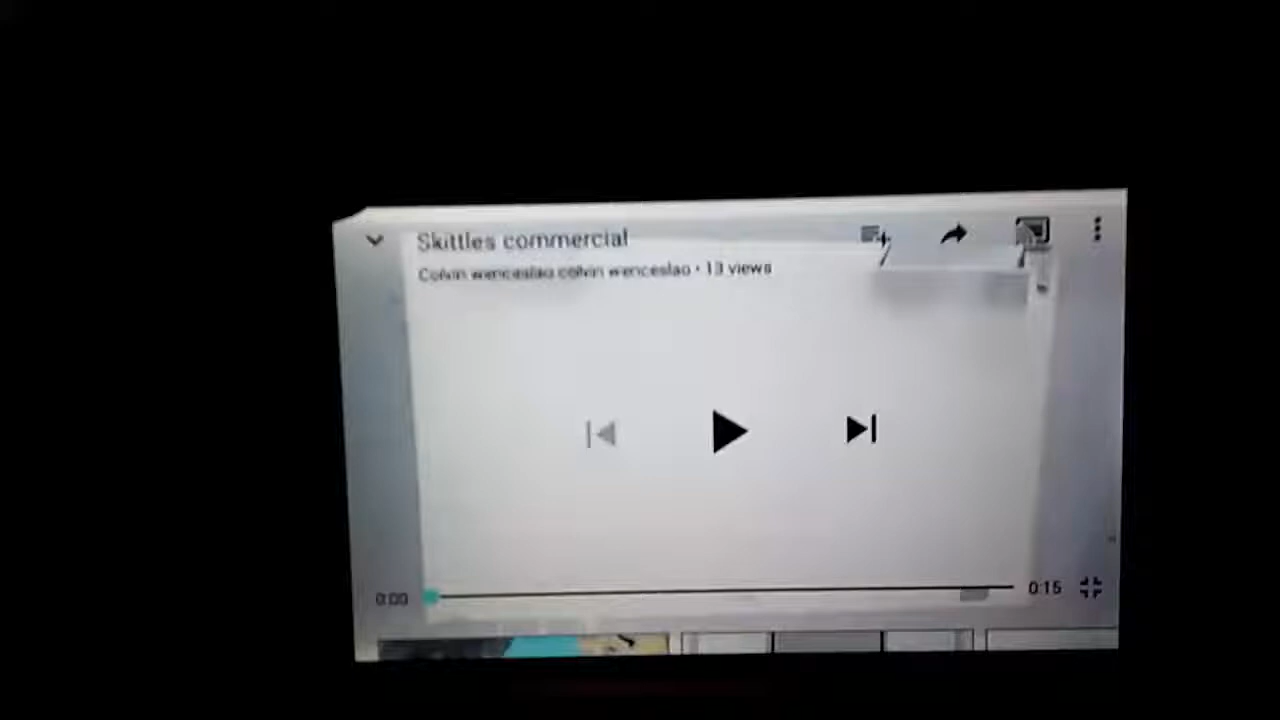 Skittles commercial
Colvin wenceslao colvin wenceslao • 13 views
0:00
0:15